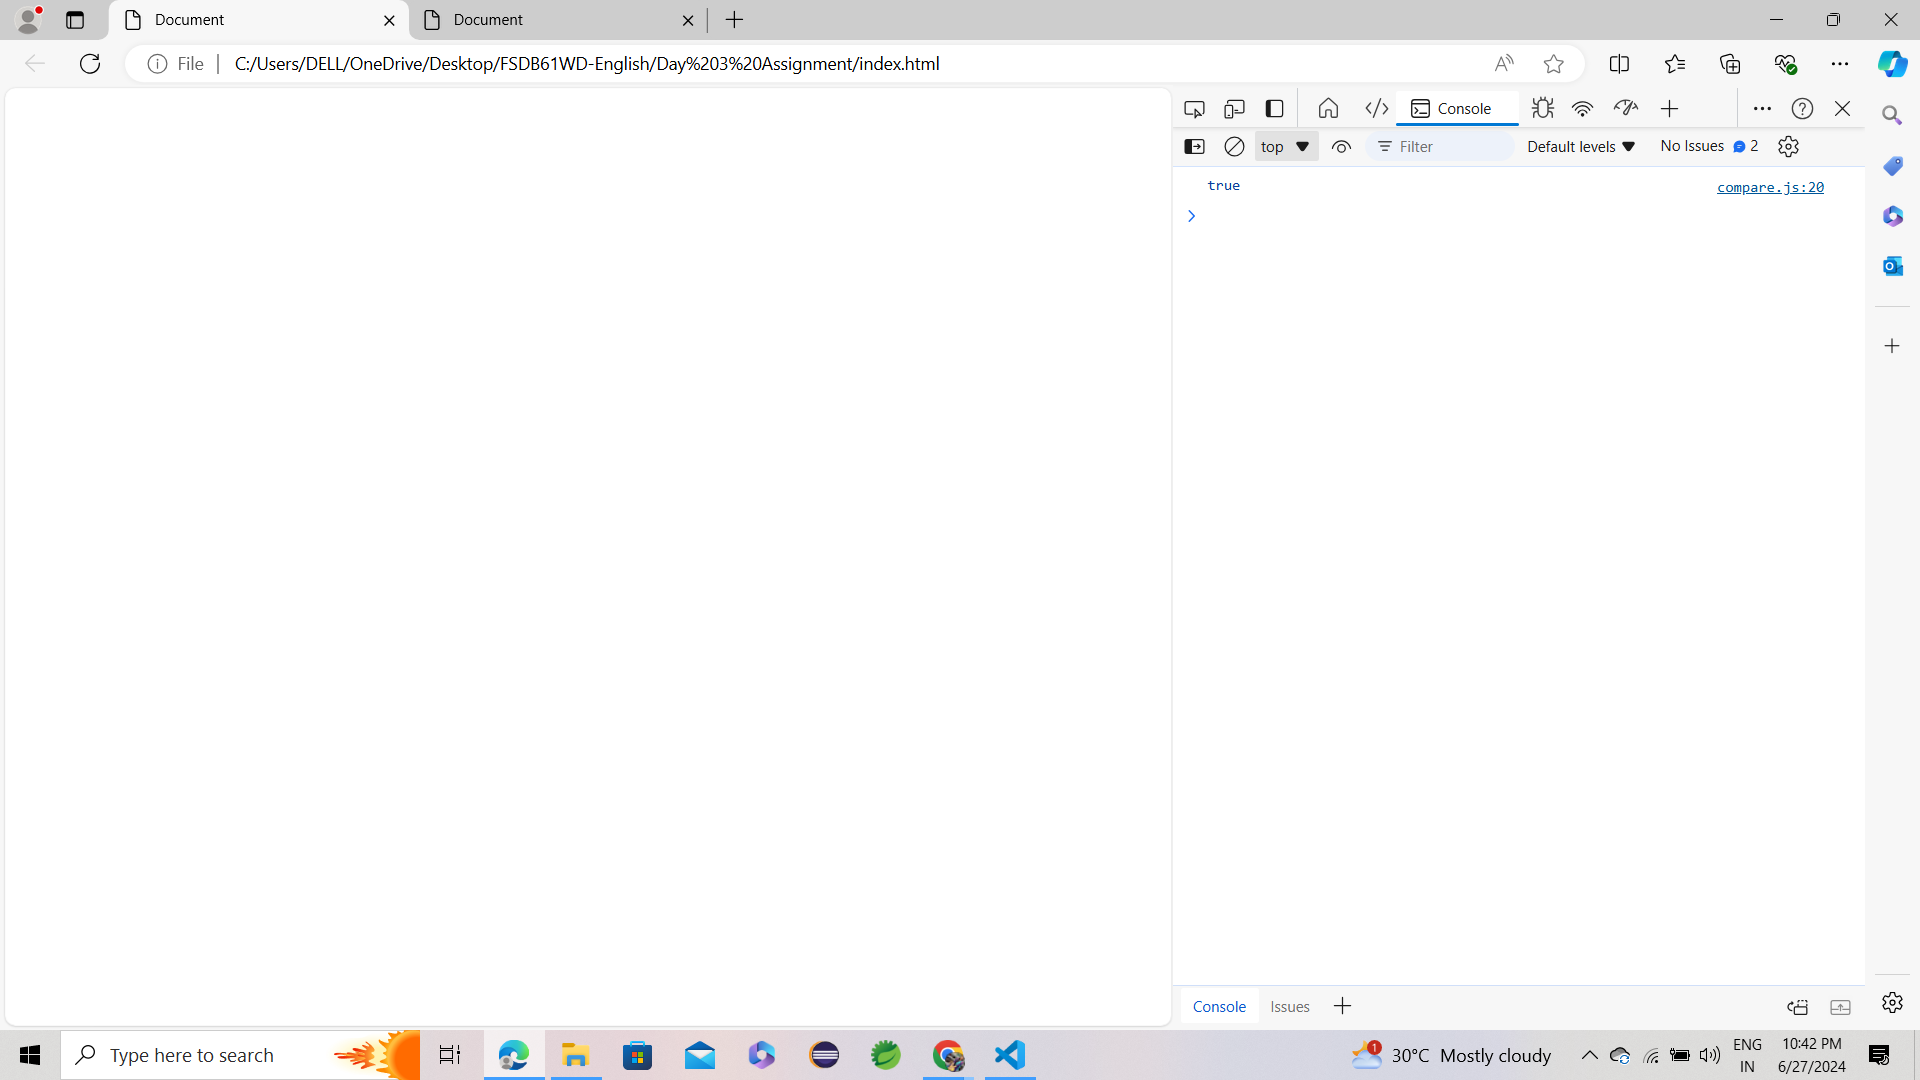 Document
Document
File
C:/Users/DELL/OneDrive/Desktop/FSDB61WD-English/Day%203%20Assignment/index.html
Console
top
Filter
Default levels
No Issues
2
true
compare.js:20
Console
Issues
Type here to search
1
30°C Mostly cloudy
ENG
IN
10:42 PM
6/27/2024